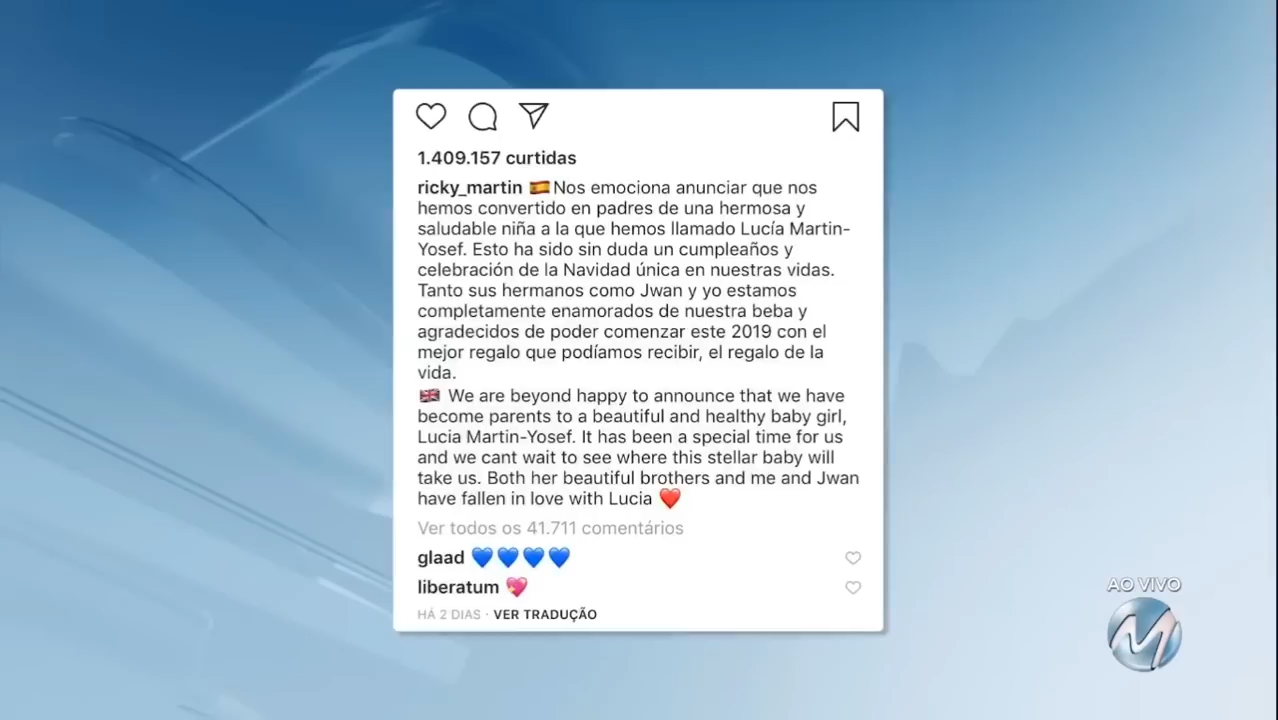 1.409.157 curtidas
ricky_martin 🇪🇸Nos emociona anunciar que nos
hemos convertido en padres de una hermosa y
saludable niña a la que hemos llamado Lucía Martin-
Yosef. Esto ha sido sin duda un cumpleaños y
celebración de la Navidad única en nuestras vidas.
Tanto sus hermanos como Jwan y yo estamos
completamente enamorados de nuestra beba y
agradecidos de poder comenzar este 2019 con el
mejor regalo que podíamos recibir, el regalo de la
vida.
🇬🇧 We are beyond happy to announce that we have
become parents to a beautiful and healthy baby girl,
Lucia Martin-Yosef. It has been a special time for us
and we cant wait to see where this stellar baby will
take us. Both her beautiful brothers and me and Jwan
have fallen in love with Lucia ❤️
Ver todos os 41.711 comentários
glaad 💙💙💙💙
liberatum 💖
HÁ 2 DIAS · VER TRADUÇÃO
AO VIVO
M